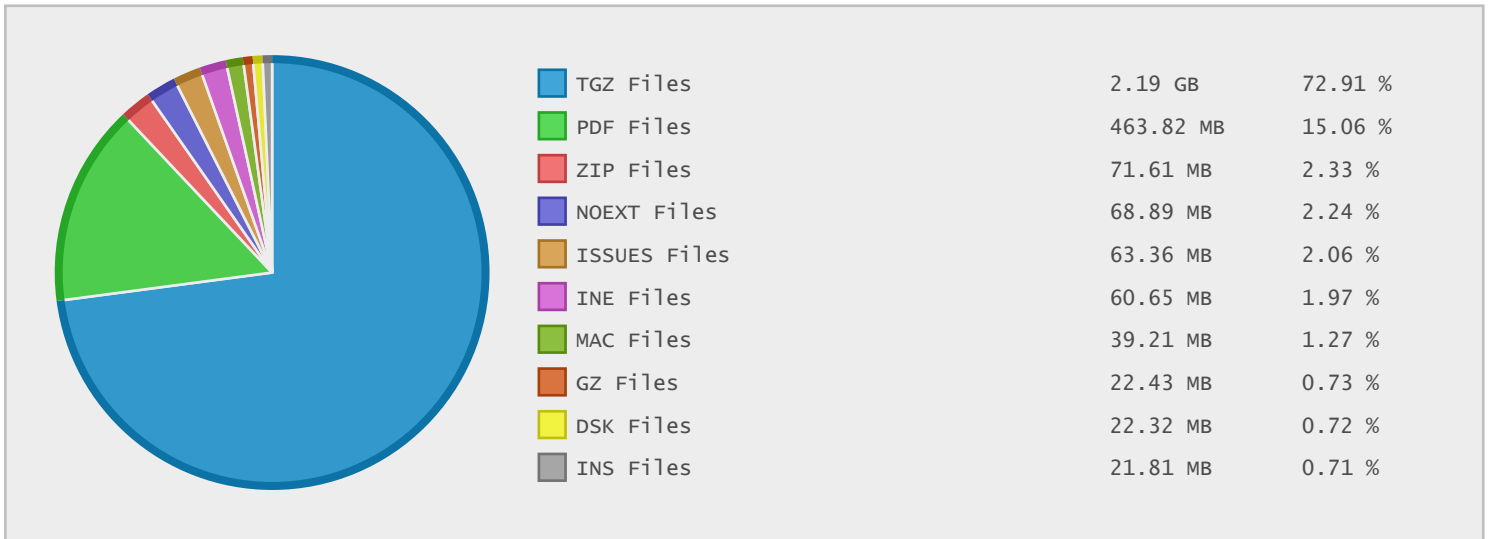 TGZ Files 2.19 GB 72.91 %
PDF Files 463.82 MB 15.06 %
ZIP Files 71.61 MB 2.33 %
NOEXT Files 68.89 MB 2.24 %
ISSUES Files 63.36 MB 2.06 %
INE Files 60.65 MB 1.97 %
MAC Files 39.21 MB 1.27 %
GZ Files 22.43 MB 0.73 %
DSK Files 22.32 MB 0.72 %
INS Files 21.81 MB 0.71 %